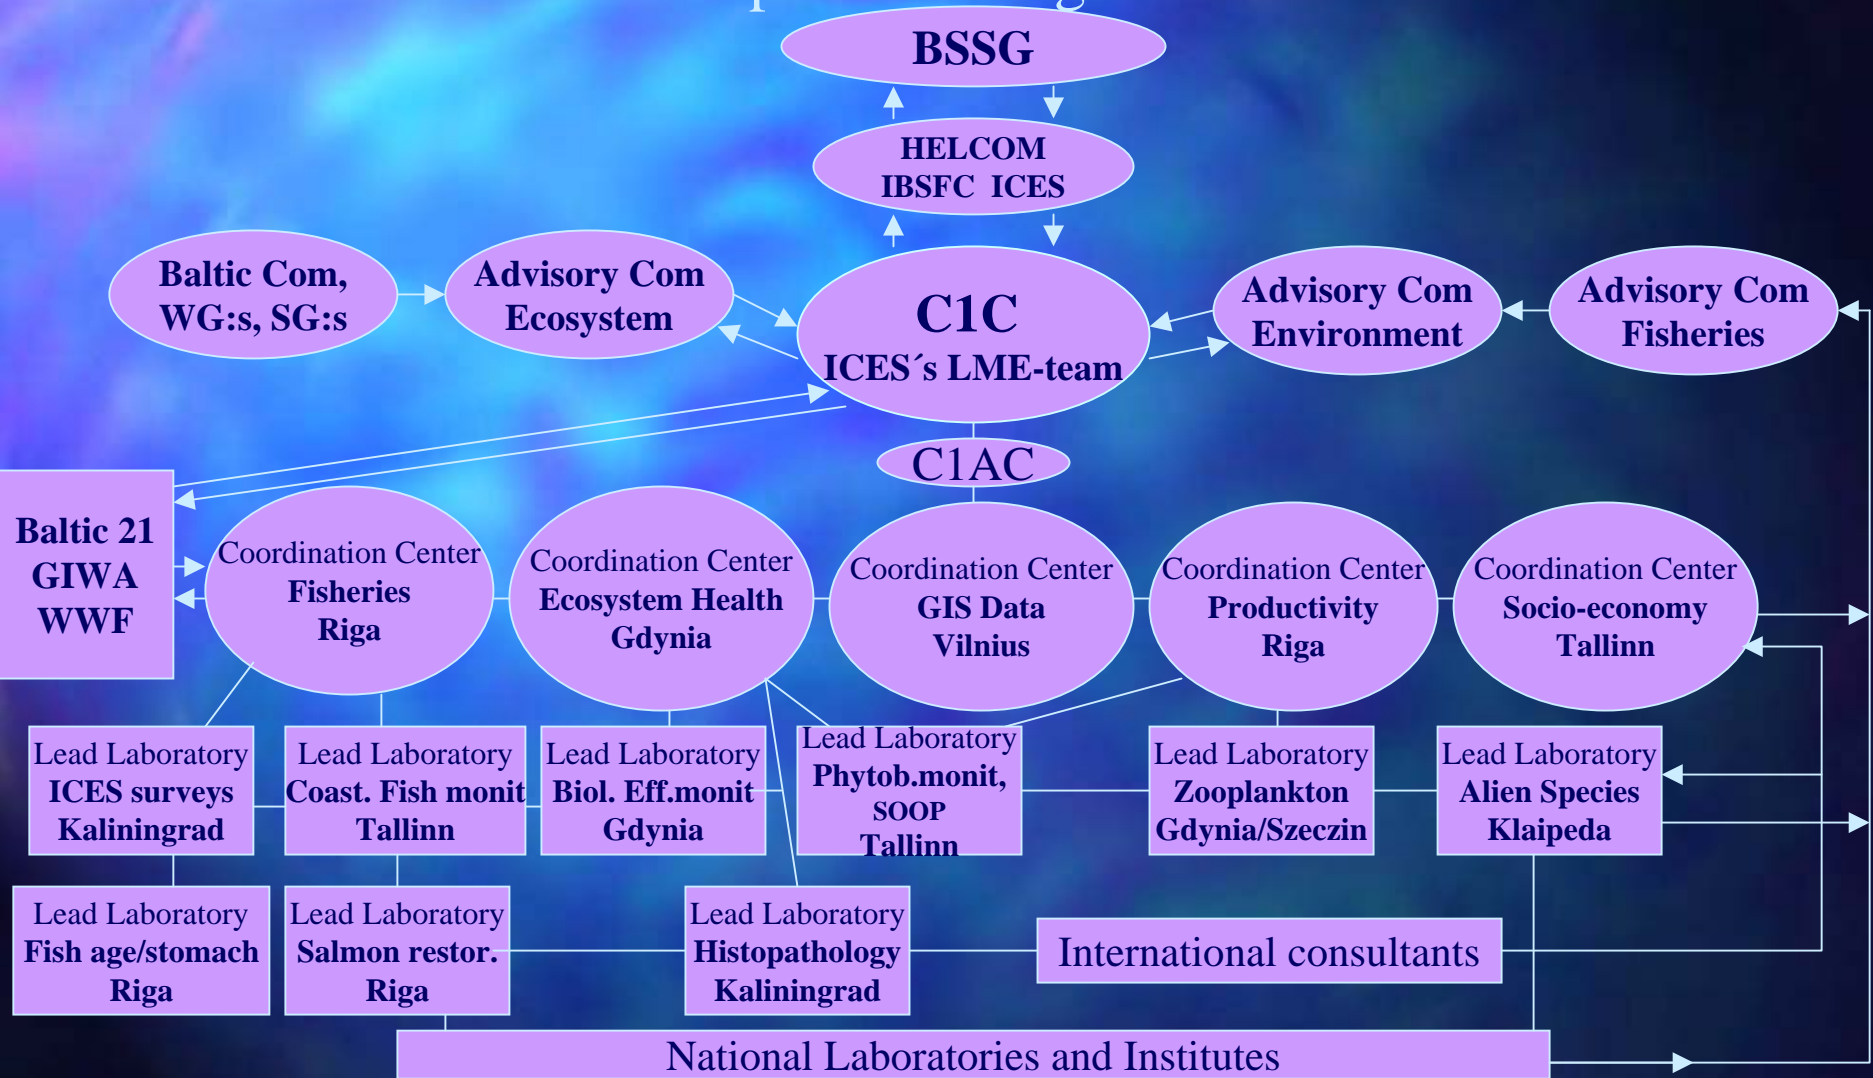 BSSG
HELCOM
IBSFC ICES
Baltic Com,
WG:s, SG:s
Advisory Com
Ecosystem
C1C
ICES´s LME-team
Advisory Com
Environment
Advisory Com
Fisheries
C1AC
Baltic 21
GIWA
WWF
Coordination Center
Fisheries
Riga
Coordination Center
Ecosystem Health
Gdynia
Coordination Center
GIS Data
Vilnius
Coordination Center
Productivity
Riga
Coordination Center
Socio-economy
Tallinn
Lead Laboratory
ICES surveys
Kaliningrad
Lead Laboratory
Coast. Fish monit
Tallinn
Lead Laboratory
Biol. Eff.monit
Gdynia
Lead Laboratory
Phytob.monit,
SOOP
Tallinn
Lead Laboratory
Zooplankton
Gdynia/Szeczin
Lead Laboratory
Alien Species
Klaipeda
Lead Laboratory
Fish age/stomach
Riga
Lead Laboratory
Salmon restor.
Riga
Lead Laboratory
Histopathology
Kaliningrad
International consultants
National Laboratories and Institutes